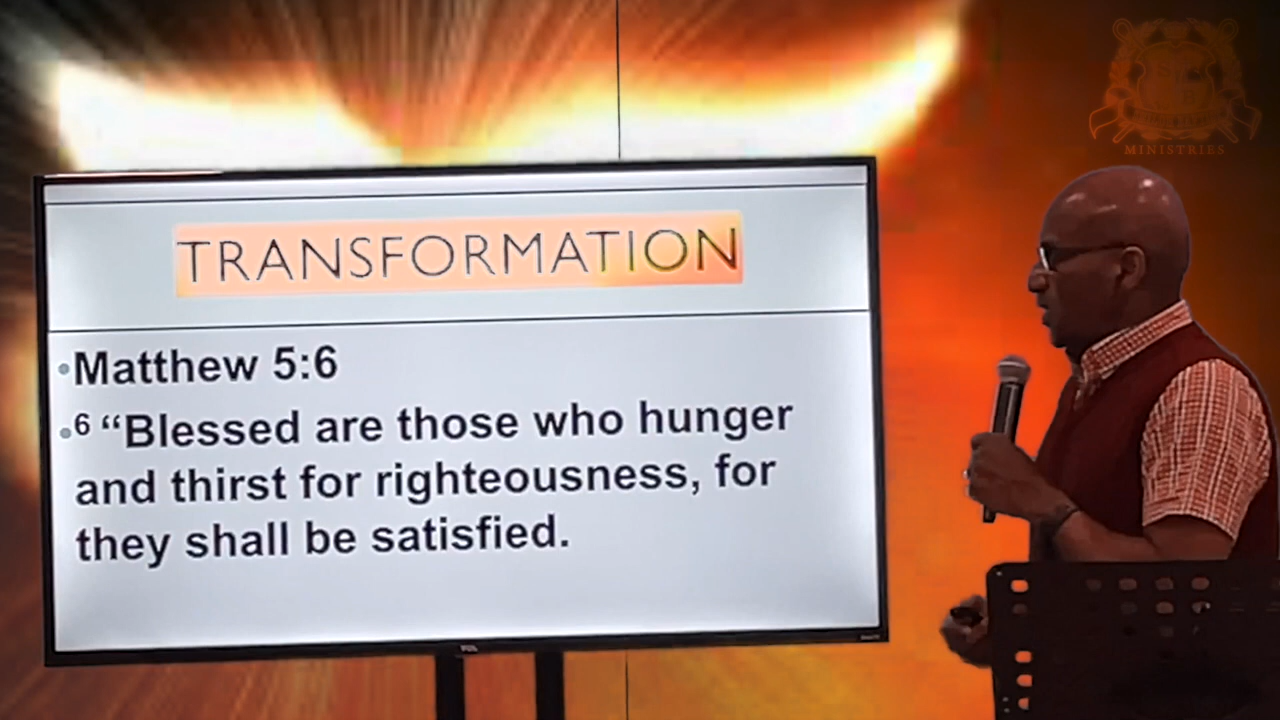 MINISTRIES
TRANSFORMATION
•Matthew 5:6
•6 “Blessed are those who hunger
and thirst for righteousness, for
they shall be satisfied.
TCL